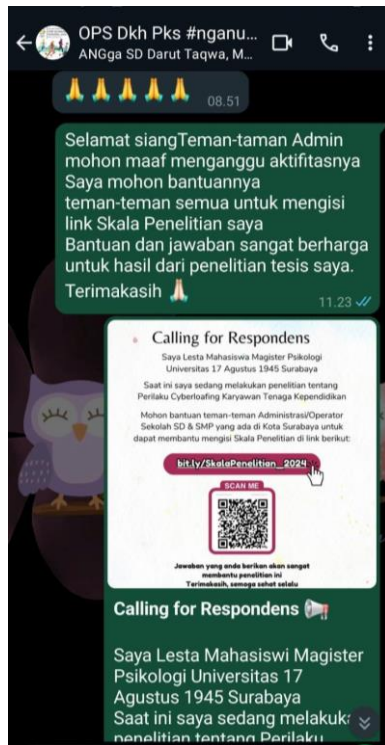 OPS Dkh Pks #nganu...
ANGga SD Darut Taqwa, M...
08.51
Selamat siangTeman-taman Admin
mohon maaf menganggu aktifitasnya
Saya mohon bantuannya
teman-teman semua untuk mengisi
link Skala Penelitian saya
Bantuan dan jawaban sangat berharga
untuk hasil dari penelitian tesis saya.
Terimakasih 🙏🏻
11.23
Calling for Respondens
Saya Lesta Mahasiswa Magister Psikologi
Universitas 17 Agustus 1945 Surabaya
Saat ini saya sedang melakukan penelitian tentang
Perilaku Cyberloafing Karyawan Tenaga Kependidikan
Mohon bantuan teman-teman Administrasi/Operator
Sekolah SD & SMP yang ada di Kota Surabaya untuk
dapat membantu mengisi Skala Penelitian di link berikut:
bit.ly/SkalaPenelitian_2024
SCAN ME
Jawaban yang anda berikan akan sangat
membantu penelitian ini
Terimakasih, semoga sehat selalu
Calling for Respondens 📢
Saya Lesta Mahasiswi Magister
Psikologi Universitas 17
Agustus 1945 Surabaya
Saat ini saya sedang melakuk
penelitian tentang Perilaku